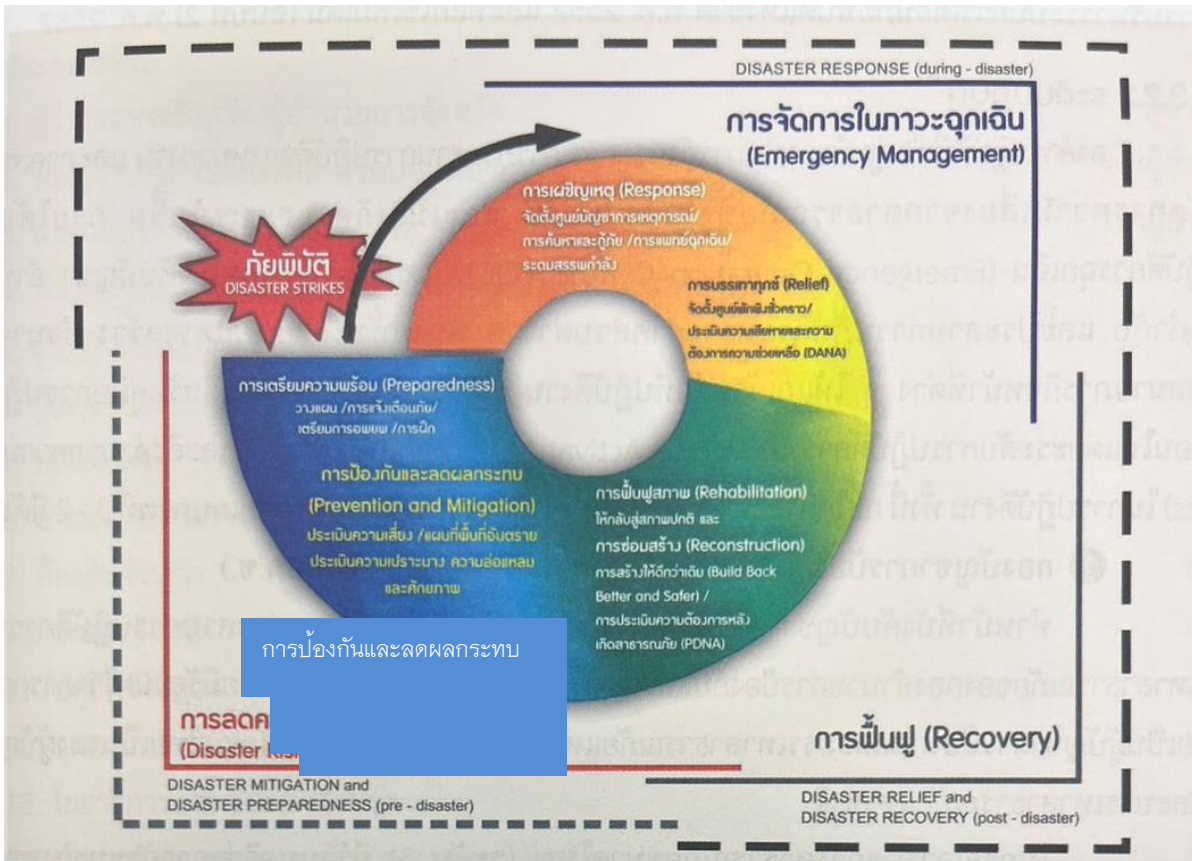 DISASTER RESPONSE (during - disaster)
การจัดการในภาวะฉุกเฉิน
(Emergency Management)
การเผชิญเหตุ (Response)
จัดตั้งศูนย์บัญชาการเหตุการณ์/
การค้นหาและกู้ภัย /การแพทย์ฉุกเฉิน/
ระดมสรรพกำลัง
ภัยพิบัติ
DISASTER STRIKES
การบรรเทาทุกข์ (Relief)
จัดตั้งศูนย์พักพิงชั่วคราว/
ประเมินความเสียหายและความ
ต้องการความช่วยเหลือ (DANA)
การเตรียมความพร้อม (Preparedness)
วางแผน /การแจ้งเตือนภัย/
เตรียมการอพยพ /การฝึก
การป้องกันและลดผลกระทบ
(Prevention and Mitigation)
ประเมินความเสี่ยง /แผนที่พื้นที่อันตราย
ประเมินความเปราะบาง ความล่อแหลม
และศักยภาพ
การฟื้นฟูสภาพ (Rehabilitation)
ให้กลับสู่สภาพปกติ และ
การซ่อมสร้าง (Reconstruction)
การสร้างให้ดีกว่าเดิม (Build Back
Better and Safer) /
การประเมินความต้องการหลัง
เกิดสาธารณภัย (PDNA)
การป้องกันและลดผลกระทบ
การลดค
(Disaster
การฟื้นฟู (Recovery)
DISASTER MITIGATION and
DISASTER PREPAREDNESS (pre - disaster)
DISASTER RELIEF and
DISASTER RECOVERY (post - disaster)